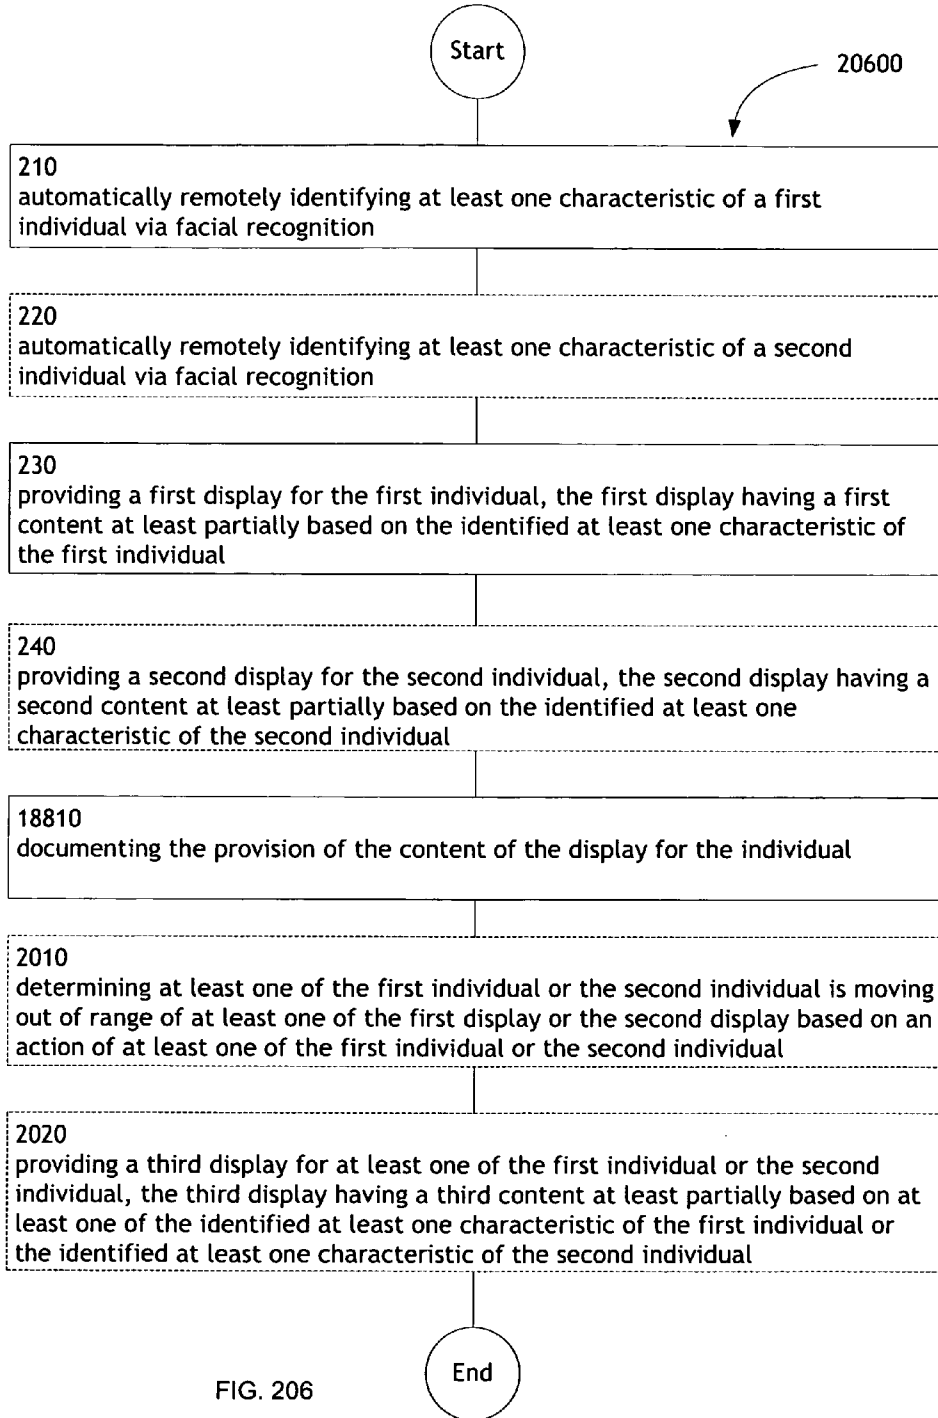 Start
20600
210
automatically remotely identifying at least one characteristic of a first
individual via facial recognition
220
automatically remotely identifying at least one characteristic of a second
individual via facial recognition
230
providing a first display for the first individual, the first display having a first
content at least partially based on the identified at least one characteristic of
the first individual
240
providing a second display for the second individual, the second display having a
second content at least partially based on the identified at least one
characteristic of the second individual
18810
documenting the provision of the content of the display for the individual
2010
determining at least one of the first individual or the second individual is moving
out of range of at least one of the first display or the second display based on an
action of at least one of the first individual or the second individual
2020
providing a third display for at least one of the first individual or the second
individual, the third display having a third content at least partially based on at
least one of the identified at least one characteristic of the first individual or
the identified at least one characteristic of the second individual
End
FIG. 206